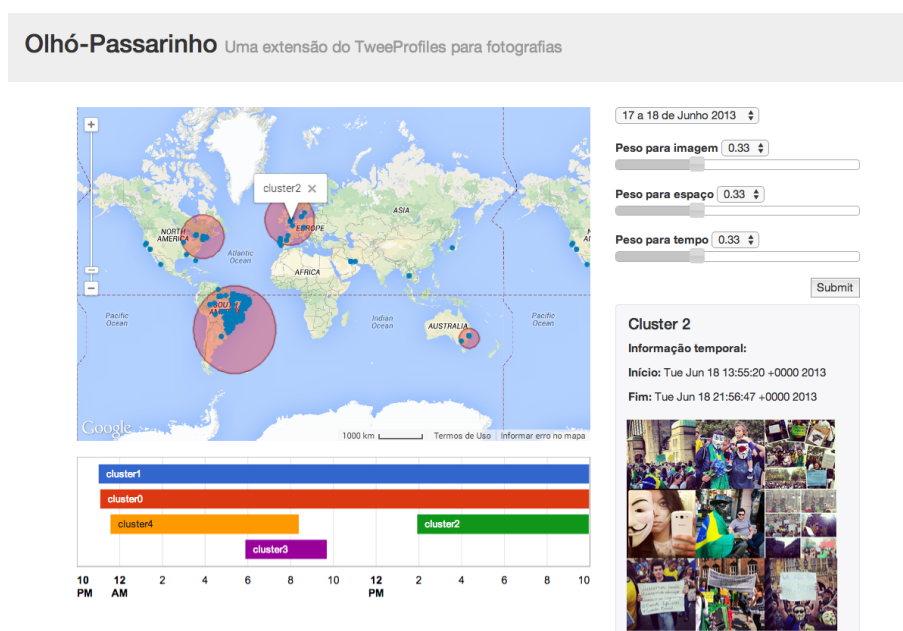 Olhó-Passarinho Uma extensão do TweeProfiles para fotografias
17 a 18 de Junho 2013
Peso para imagem 0.33
Peso para espaço 0.33
Peso para tempo 0.33
Submit
cluster2
NORTH
AMERICA
Atlantic
Ocean
EUROPE
ASIA
AFRICA
SOUTH
AMERICA
Pacific
Ocean
Indian
Ocean
AUSTRALIA
Pacific
Ocean
Google
1000 km
Termos de Uso
Informar erro no mapa
cluster1
cluster0
cluster4
cluster2
cluster3
10 12 2 4 6 8 10 12 2 4 6 8 10
PM AM PM
Cluster 2
Informação temporal:
Início: Tue Jun 18 13:55:20 +0000 2013
Fim: Tue Jun 18 21:56:47 +0000 2013